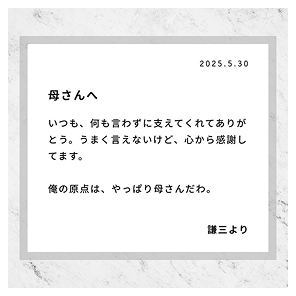 2025.5.30
母さんへ
いつも、何も言わずに支えてくれてありが
とう。うまく言えないけど、心から感謝し
てます。
俺の原点は、やっぱり母さんだわ。
謙三より